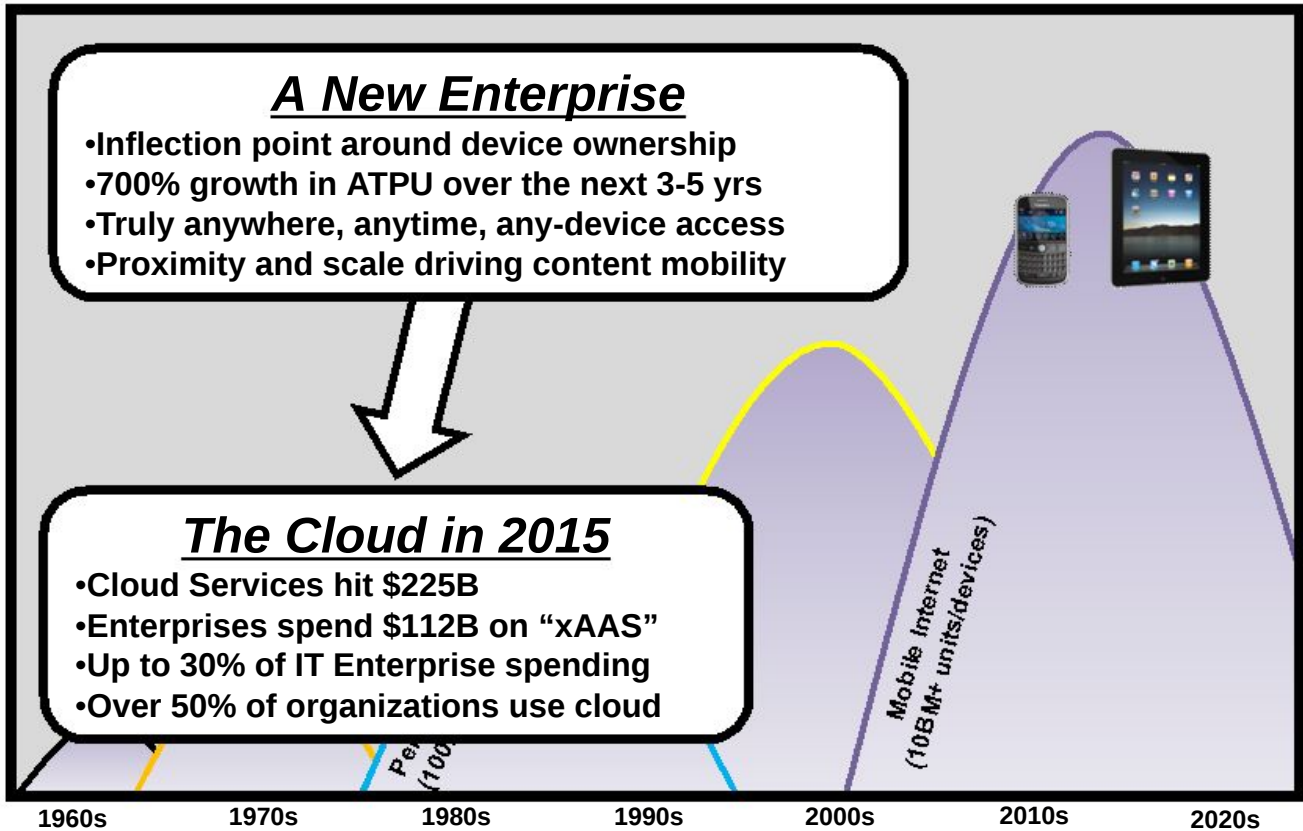 A New Enterprise
•Inflection point around device ownership
•700% growth in ATPU over the next 3-5 yrs
•Truly anywhere, anytime, any-device access
•Proximity and scale driving content mobility
The Cloud in 2015
•Cloud Services hit $225B
•Enterprises spend $112B on “xAAS”
•Up to 30% of IT Enterprise spending
•Over 50% of organizations use cloud
Mobile Internet
(10B M+ units/devices)
1960s 1970s 1980s 1990s 2000s 2010s 2020s